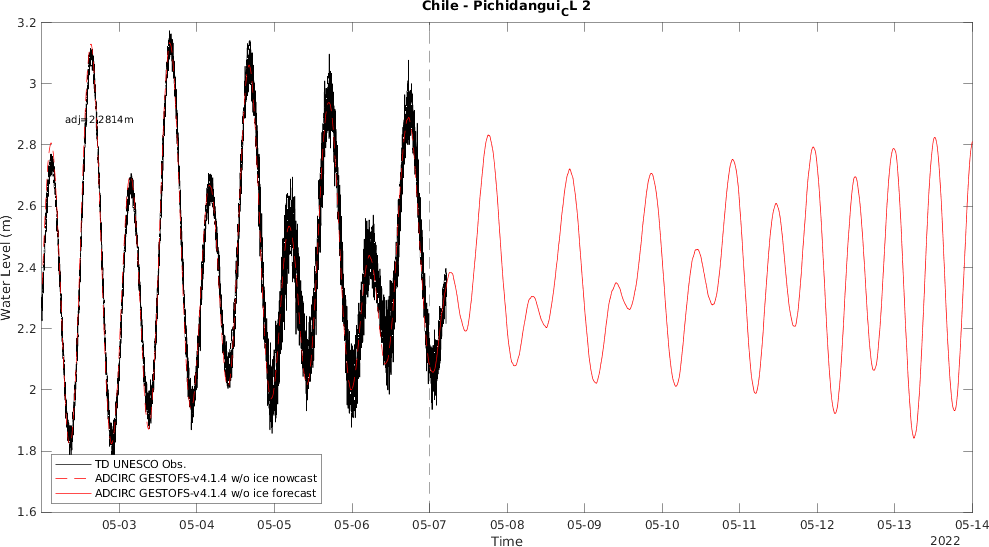 Chile - Pichidangui_CL 2
3.2
3
2.8
2.6
2.4
2.2
2
1.8
1.6
Water Level (m)
adj=2.2814m
TD UNESCO Obs.
ADCIRC GESTOFS-v4.1.4 w/o ice nowcast
ADCIRC GESTOFS-v4.1.4 w/o ice forecast
05-03 05-04 05-05 05-06 05-07 05-08 05-09 05-10 05-11 05-12 05-13 05-14
Time
2022